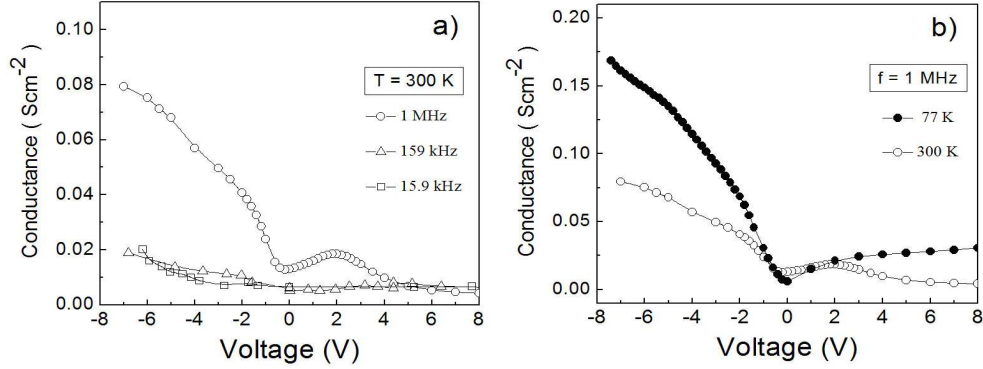 a)
T = 300 K
1 MHz
159 kHz
15.9 kHz
0.10
0.08
0.06
0.04
0.02
0.00
Conductance ( Scm-2 )
-8 -6 -4 -2 0 2 4 6 8
Voltage (V)
b)
f = 1 MHz
77 K
300 K
0.20
0.15
0.10
0.05
0.00
Conductance ( Scm-2 )
-8 -6 -4 -2 0 2 4 6 8
Voltage (V)